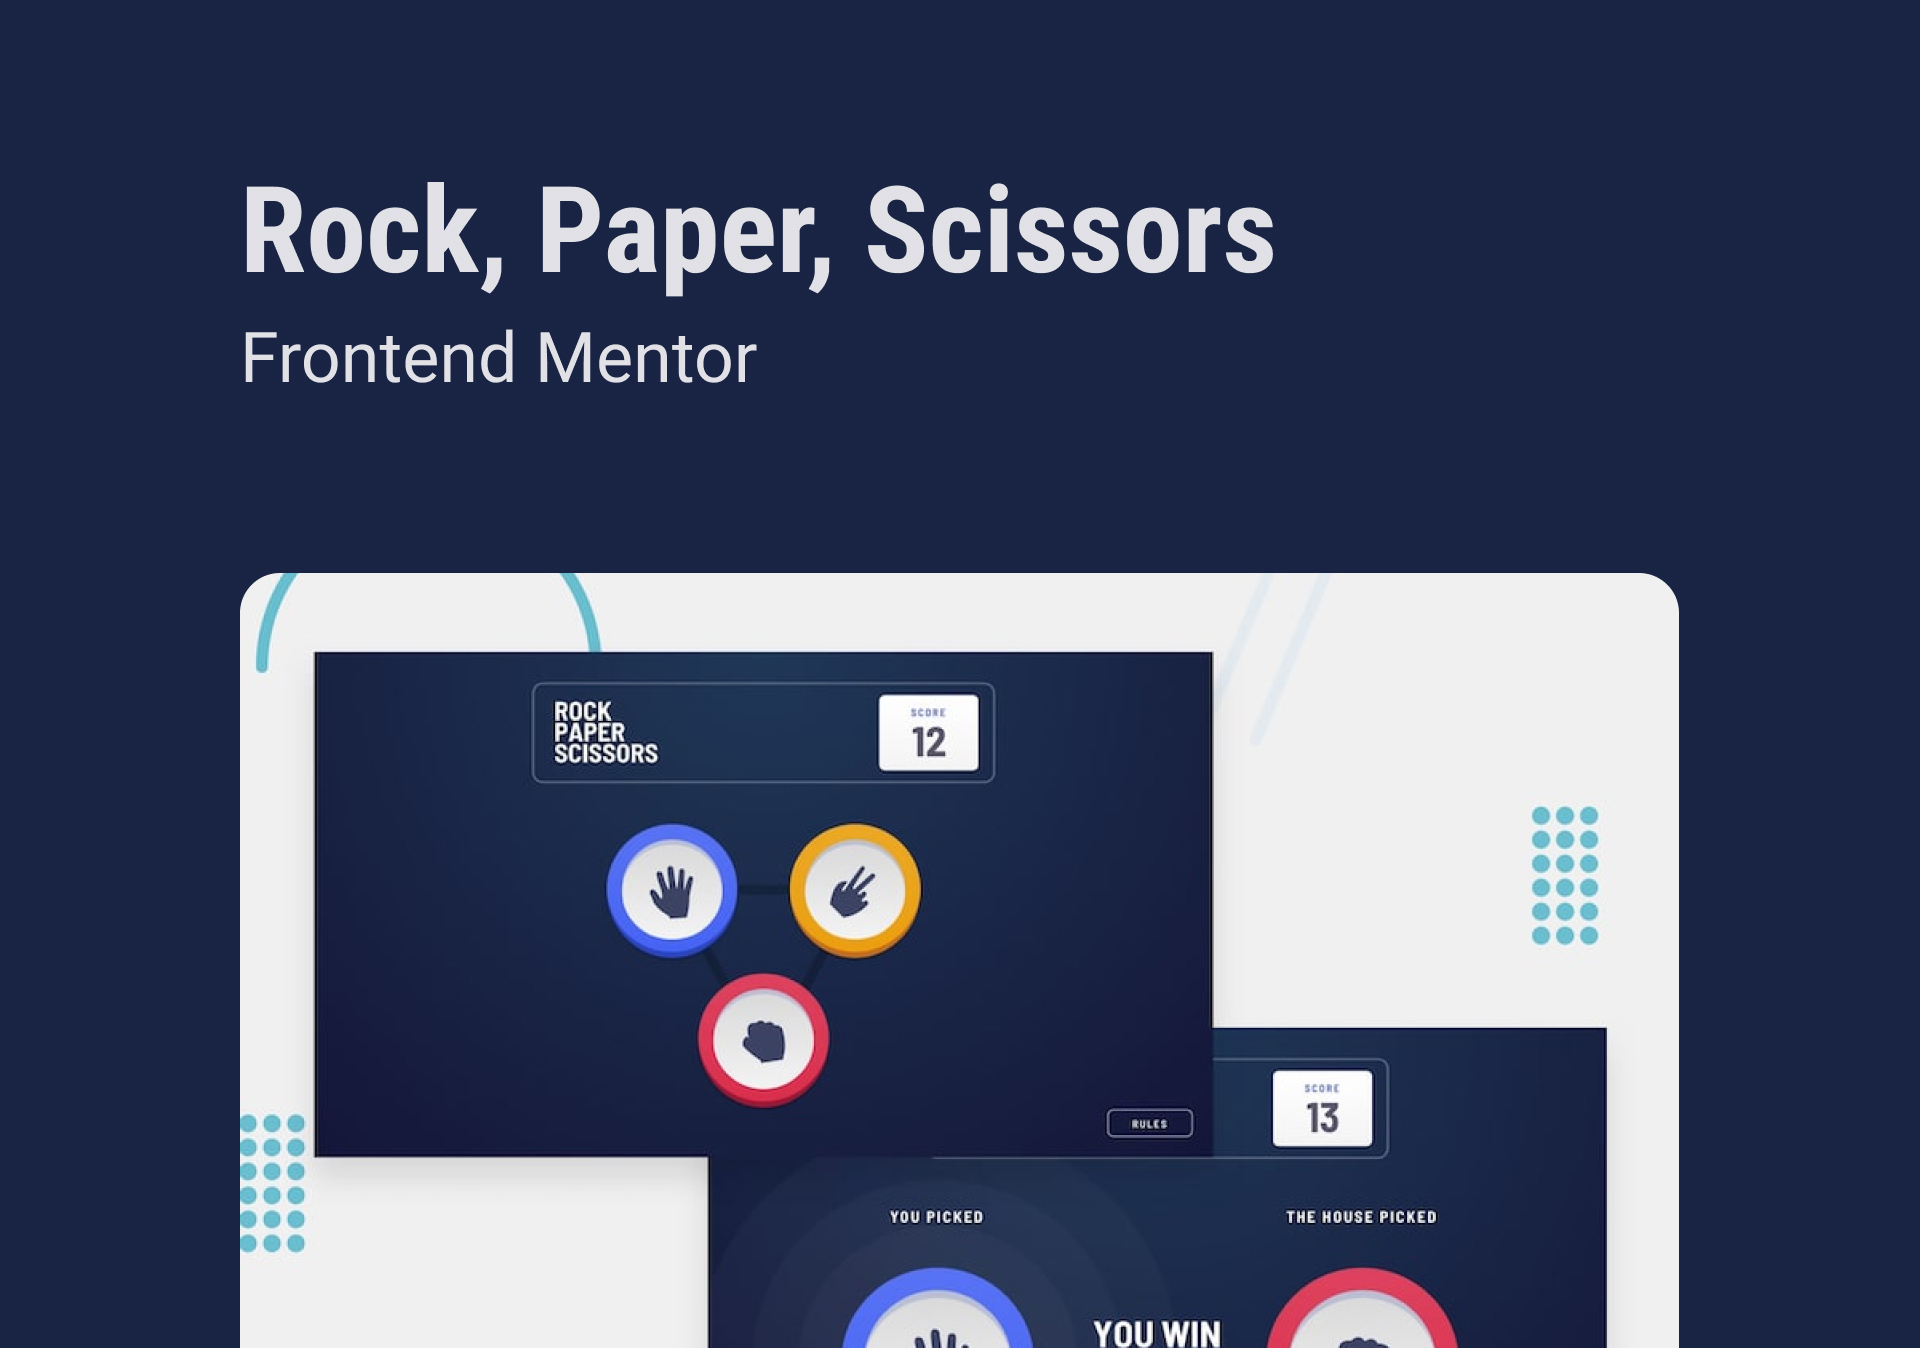 Rock, Paper, Scissors
Frontend Mentor
ROCK
PAPER
SCISSORS
SCORE
12
RULES
SCORE
13
YOU PICKED
THE HOUSE PICKED
YOU WIN